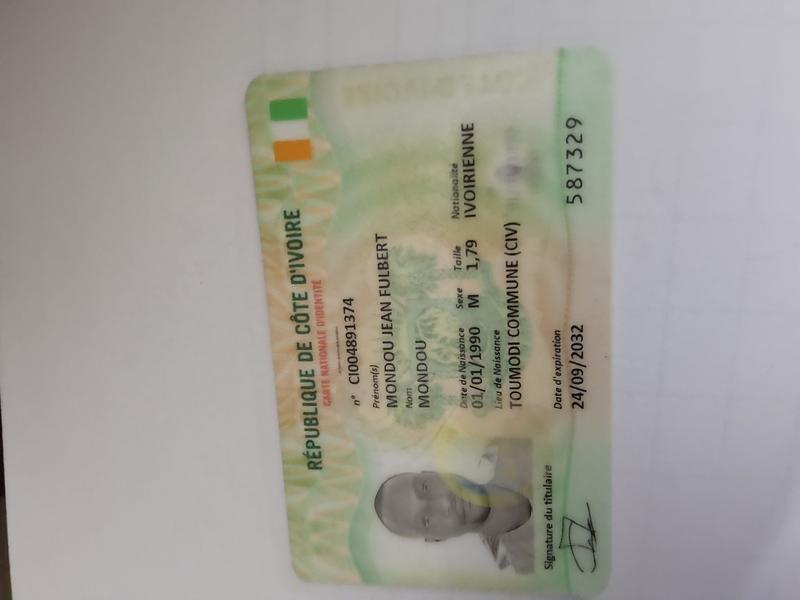 RÉPUBLIQUE DE CÔTE D'IVOIRE
CARTE NATIONALE D'IDENTITÉ
n° CI004891374
Prénom(s)
MONDOU JEAN FULBERT
Nom
MONDOU
Date de Naissance Sexe Taille Nationalité
01/01/1990 M 1,79 IVOIRIENNE
Lieu de Naissance
TOUMODI COMMUNE (CIV)
Signature du titulaire
Date d'expiration
24/09/2032
587329